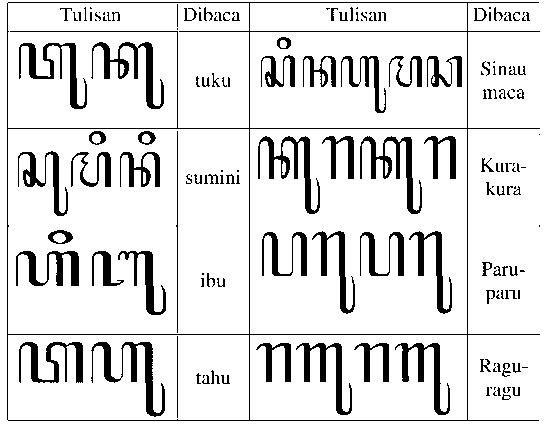 Tulisan Dibaca Tulisan Dibaca
ꦠꦸꦏꦸ tuku ꦱꦶꦤꦲꦸꦩꦕ Sinau
maca
ꦱꦸꦩꦶꦤꦶ sumini ꦏꦸꦫꦏꦸꦫ Kura-
kura
ꦲꦶꦧꦸ ibu ꦥꦫꦸꦥꦫꦸ Paru-
paru
ꦠꦲꦸ tahu ꦫꦒꦸꦫꦒꦸ Ragu-
ragu